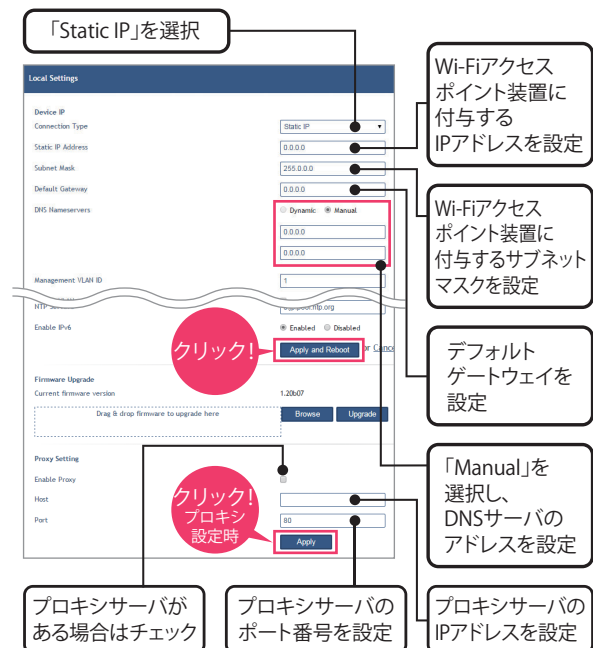 「Static IP」を選択
Wi-Fiアクセス
ポイント装置に
付与する
IPアドレスを設定
Wi-Fiアクセス
ポイント装置に
付与するサブネット
マスクを設定
デフォルト
ゲートウェイを
設定
「Manual」を
選択し、
DNSサーバの
アドレスを設定
Local Settings
Device IP
Connection Type
Static IP
Static IP Address
0.0.0.0
Subnet Mask
255.0.0.0
Default Gateway
0.0.0.0
DNS Nameservers
Dynamic Manual
0.0.0.0
0.0.0.0
Management VLAN ID
1
Enable IPv6
Enabled Disabled
クリック!
Apply and Reboot or Cance
Firmware Upgrade
Current firmware version
1.20b07
Drag & drop firmware to upgrade here
Browse
Upgrade
Proxy Setting
Enable Proxy
Host
Port
80
クリック!
プロキシ
設定時
Apply
プロキシサーバが
ある場合はチェック
プロキシサーバの
ポート番号を設定
プロキシサーバの
IPアドレスを設定